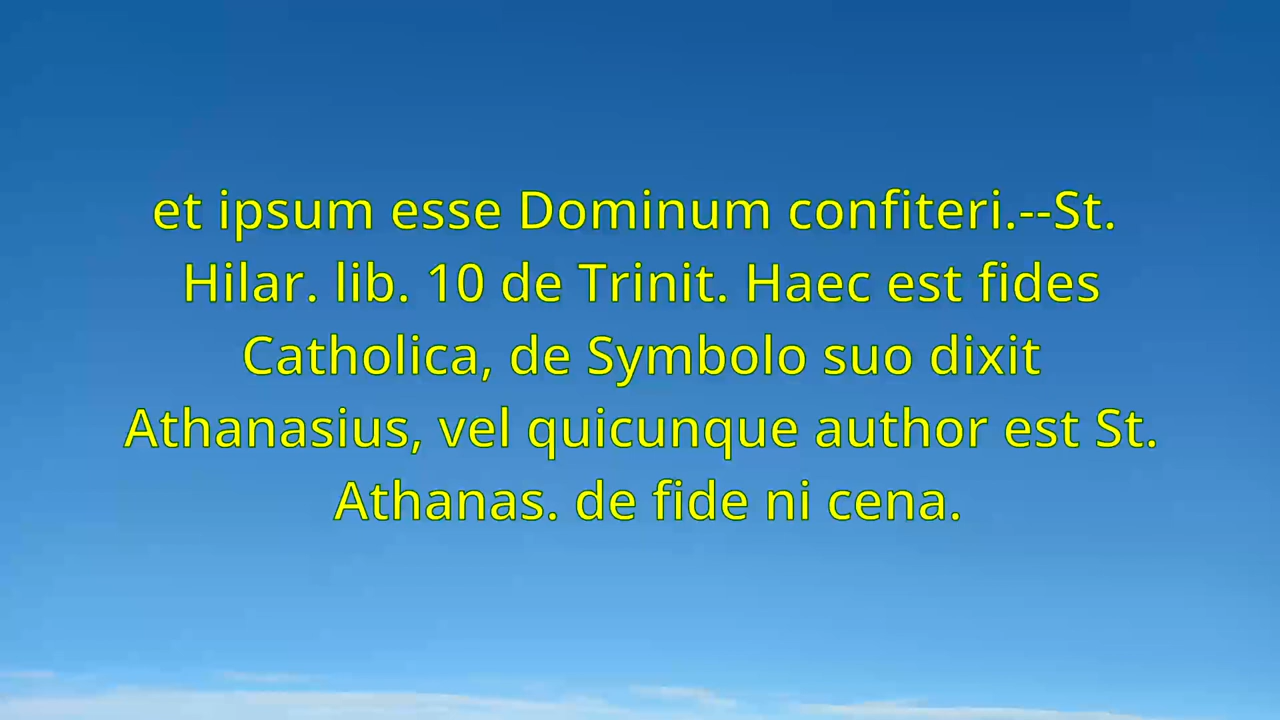 et ipsum esse Dominum confiteri.--St.
Hilar. lib. 10 de Trinit. Haec est fides
Catholica, de Symbolo suo dixit
Athanasius, vel quicunque author est St.
Athanas. de fide ni cena.